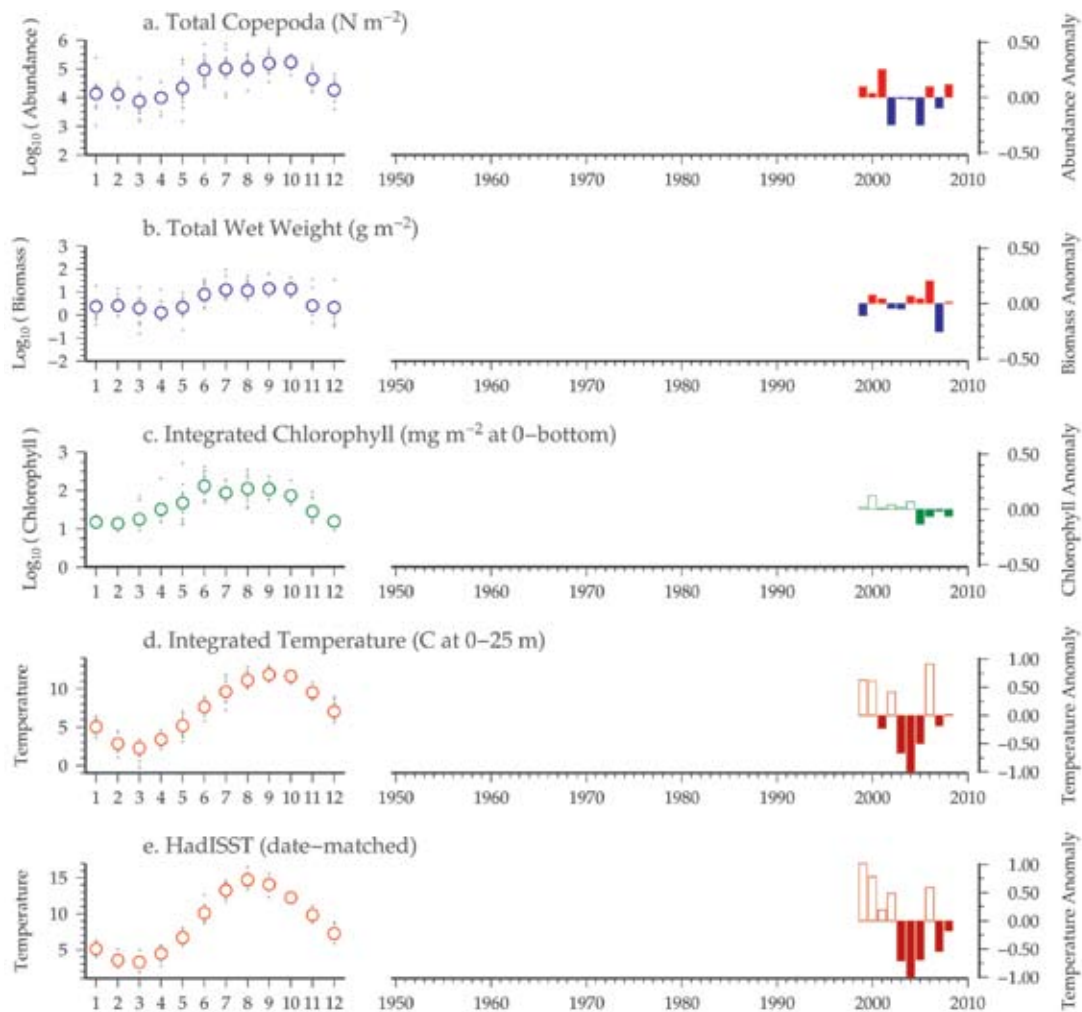 a. Total Copepoda (N m⁻²)
Log₁₀ ( Abundance )
6
5
4
3
2
1 2 3 4 5 6 7 8 9 10 11 12
1950 1960 1970 1980 1990 2000 2010
0.50
0.00
−0.50
Abundance Anomaly
b. Total Wet Weight (g m⁻²)
Log₁₀ ( Biomass )
3
2
1
0
−1
−2
1 2 3 4 5 6 7 8 9 10 11 12
1950 1960 1970 1980 1990 2000 2010
0.50
0.00
−0.50
Biomass Anomaly
c. Integrated Chlorophyll (mg m⁻² at 0−bottom)
Log₁₀ ( Chlorophyll )
3
2
1
0
1 2 3 4 5 6 7 8 9 10 11 12
1950 1960 1970 1980 1990 2000 2010
0.50
0.00
−0.50
Chlorophyll Anomaly
d. Integrated Temperature (C at 0−25 m)
Temperature
10
5
0
1 2 3 4 5 6 7 8 9 10 11 12
1950 1960 1970 1980 1990 2000 2010
1.00
0.50
0.00
−0.50
−1.00
Temperature Anomaly
e. HadISST (date−matched)
Temperature
15
10
5
1 2 3 4 5 6 7 8 9 10 11 12
1950 1960 1970 1980 1990 2000 2010
1.00
0.50
0.00
−0.50
−1.00
Temperature Anomaly